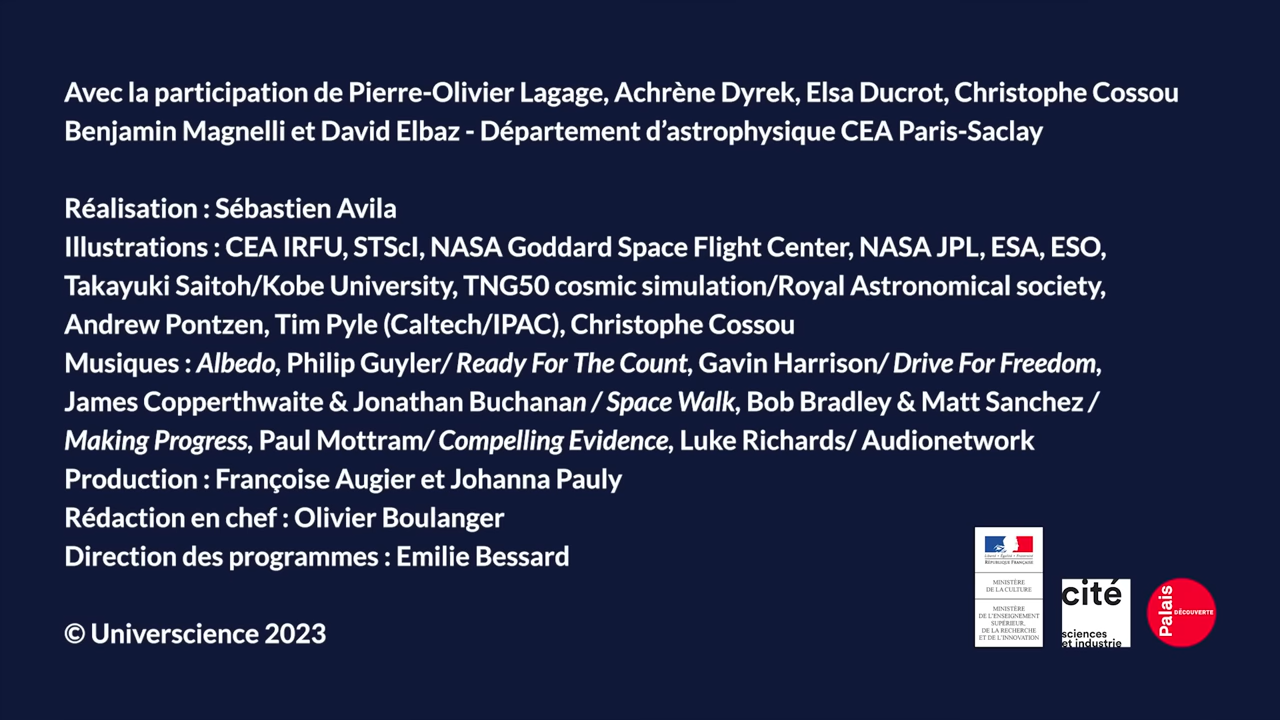 Avec la participation de Pierre-Olivier Lagage, Achrène Dyrek, Elsa Ducrot, Christophe Cossou
Benjamin Magnelli et David Elbaz - Département d’astrophysique CEA Paris-Saclay
Réalisation : Sébastien Avila
Illustrations : CEA IRFU, STScI, NASA Goddard Space Flight Center, NASA JPL, ESA, ESO,
Takayuki Saitoh/Kobe University, TNG50 cosmic simulation/Royal Astronomical society,
Andrew Pontzen, Tim Pyle (Caltech/IPAC), Christophe Cossou
Musiques : Albedo, Philip Guyler/ Ready For The Count, Gavin Harrison/ Drive For Freedom,
James Copperthwaite & Jonathan Buchanan / Space Walk, Bob Bradley & Matt Sanchez /
Making Progress, Paul Mottram/ Compelling Evidence, Luke Richards/ Audionetwork
Production : Françoise Augier et Johanna Pauly
Rédaction en chef : Olivier Boulanger
Direction des programmes : Emilie Bessard
© Universcience 2023
Liberté • Égalité • Fraternité
RÉPUBLIQUE FRANÇAISE
MINISTÈRE
DE LA CULTURE
MINISTÈRE
DE L'ENSEIGNEMENT
SUPÉRIEUR,
DE LA RECHERCHE
ET DE L'INNOVATION
cité
sciences
et industrie
Palais
DÉCOUVERTE